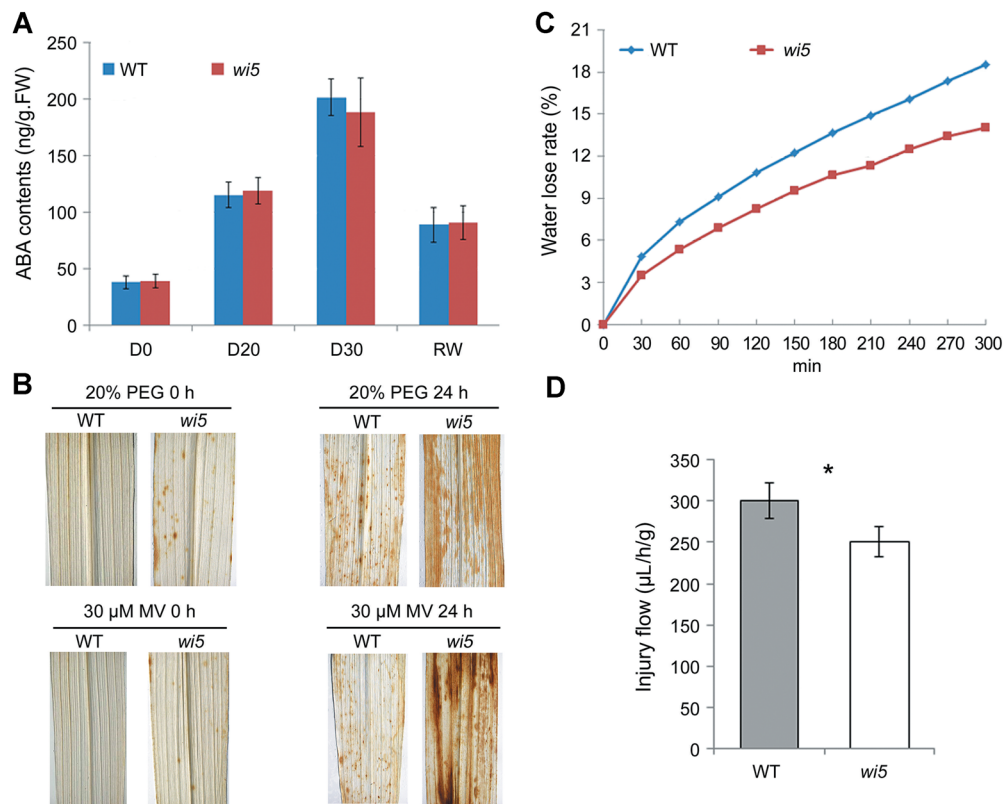 A
250
200
150
100
50
0
ABA contents (ng/g.FW)
WT
wi5
D0 D20 D30 RW
B
20% PEG 0 h
WT wi5
20% PEG 24 h
WT wi5
30 µM MV 0 h
WT wi5
30 µM MV 24 h
WT wi5
C
21
18
15
12
9
6
3
0
Water lose rate (%)
WT
wi5
0 30 60 90 120 150 180 210 240 270 300
min
D
350
300
250
200
150
100
50
0
Injury flow (µL/h/g)
*
WT wi5